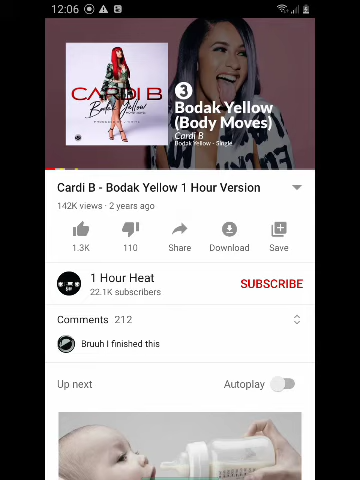 12:06
CARDI B
Bodak Yellow
3
Bodak Yellow
(Body Moves)
Cardi B
Bodak Yellow - Single
Cardi B - Bodak Yellow 1 Hour Version
142K views · 2 years ago
1.3K
110
Share
Download
Save
1 Hour Heat
22.1K subscribers
SUBSCRIBE
Comments 212
Bruuh I finished this
Up next
Autoplay